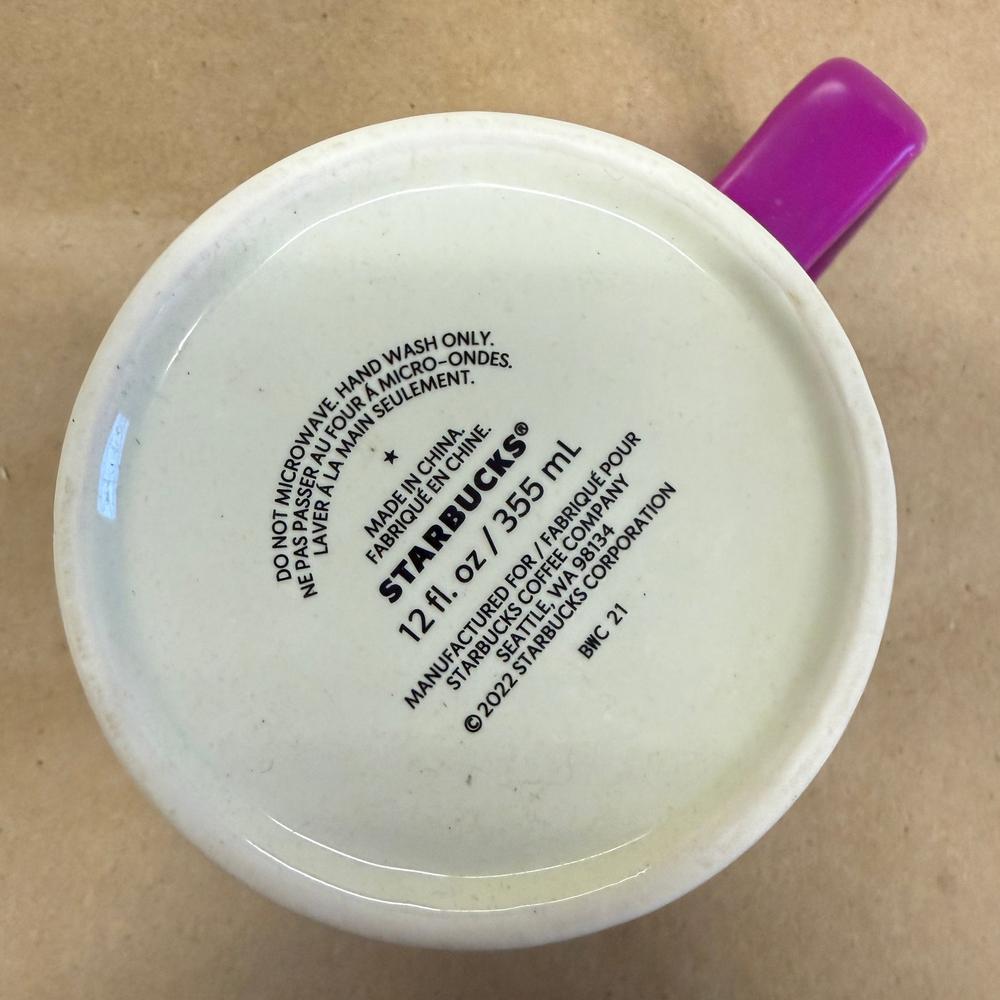 DO NOT MICROWAVE. HAND WASH ONLY.
NE PAS PASSER AU FOUR Á MICRO-ONDES.
LAVER Á LA MAIN SEULEMENT.
MADE IN CHINA.
FABRIQUÉ EN CHINE.
STARBUCKS®
12 fl. oz / 355 mL
MANUFACTURED FOR / FABRIQUÉ POUR
STARBUCKS COFFEE COMPANY
SEATTLE, WA 98134
© 2022 STARBUCKS CORPORATION
BWC 21